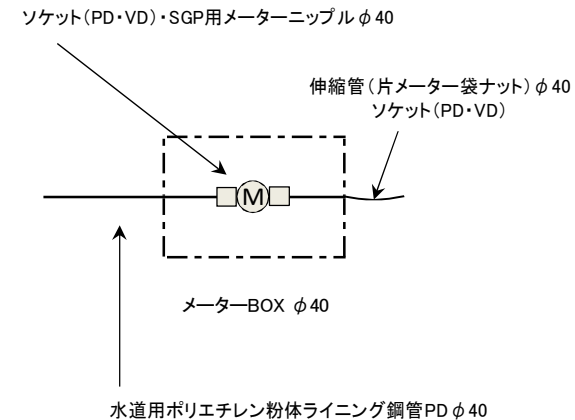 ソケット(PD・VD)・SGP用メーターニップルφ40
伸縮管(片メーター袋ナット)φ40
ソケット(PD・VD)
M
メーターBOX φ40
水道用ポリエチレン粉体ライニング鋼管PDφ40